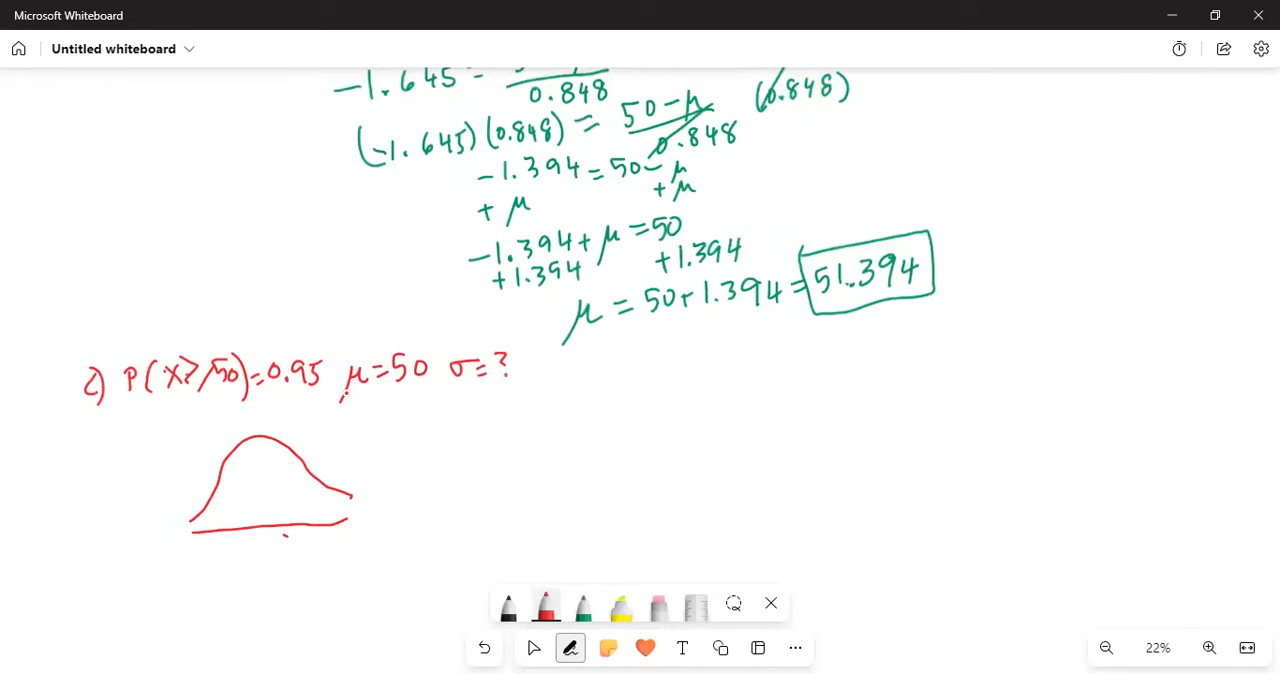 Microsoft Whiteboard
Untitled whiteboard
-1.645 =
0.848
(0.848)
(-1.645)(0.848) = 50-μ
0.848
-1.394 = 50-μ
+ μ
+ μ
-1.394 + μ = 50
+1.394
+1.394
μ = 50+1.394 = 51.394
c) P(X≥50)=0.95 μ=50 σ=?
22%